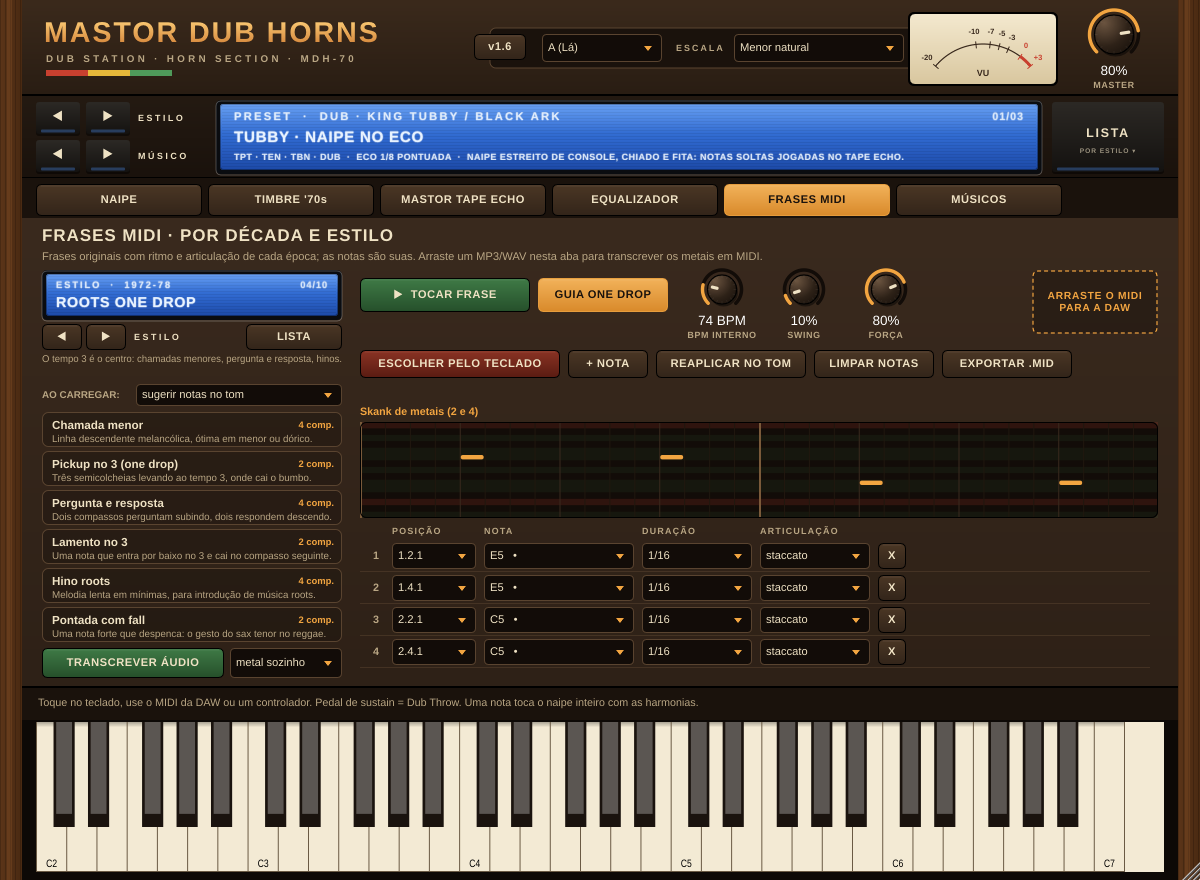 MASTOR DUB HORNS
DUB STATION · HORN SECTION · MDH-70
v1.6
A (Lá)
ESCALA
Menor natural
-20
-10
-7
-5
-3
0
+3
VU
80%
MASTER
ESTILO
MÚSICO
PRESET · DUB · KING TUBBY / BLACK ARK
01/03
TUBBY · NAIPE NO ECO
TPT · TEN · TBN · DUB · ECO 1/8 PONTUADA · NAIPE ESTREITO DE CONSOLE, CHIADO E FITA: NOTAS SOLTAS JOGADAS NO TAPE ECHO.
LISTA
POR ESTILO ▾
NAIPE
TIMBRE '70s
MASTOR TAPE ECHO
EQUALIZADOR
FRASES MIDI
MÚSICOS
FRASES MIDI · POR DÉCADA E ESTILO
Frases originais com ritmo e articulação de cada época; as notas são suas. Arraste um MP3/WAV nesta aba para transcrever os metais em MIDI.
ESTILO · 1972-78
04/10
ROOTS ONE DROP
ESTILO
LISTA
O tempo 3 é o centro: chamadas menores, pergunta e resposta, hinos.
TOCAR FRASE
GUIA ONE DROP
74 BPM
BPM INTERNO
10%
SWING
80%
FORÇA
ARRASTE O MIDI
PARA A DAW
ESCOLHER PELO TECLADO
+ NOTA
REAPLICAR NO TOM
LIMPAR NOTAS
EXPORTAR .MID
AO CARREGAR:
sugerir notas no tom
Chamada menor
4 comp.
Linha descendente melancólica, ótima em menor ou dórico.
Pickup no 3 (one drop)
2 comp.
Três semicolcheias levando ao tempo 3, onde cai o bumbo.
Pergunta e resposta
4 comp.
Dois compassos perguntam subindo, dois respondem descendo.
Lamento no 3
2 comp.
Uma nota que entra por baixo no 3 e cai no compasso seguinte.
Hino roots
4 comp.
Melodia lenta em mínimas, para introdução de música roots.
Pontada com fall
2 comp.
Uma nota forte que despenca: o gesto do sax tenor no reggae.
TRANSCREVER ÁUDIO
metal sozinho
Skank de metais (2 e 4)
POSIÇÃO NOTA DURAÇÃO ARTICULAÇÃO
1 1.2.1 E5 • 1/16 staccato X
2 1.4.1 E5 • 1/16 staccato X
3 2.2.1 C5 • 1/16 staccato X
4 2.4.1 C5 • 1/16 staccato X
Toque no teclado, use o MIDI da DAW ou um controlador. Pedal de sustain = Dub Throw. Uma nota toca o naipe inteiro com as harmonias.
C2 C3 C4 C5 C6 C7